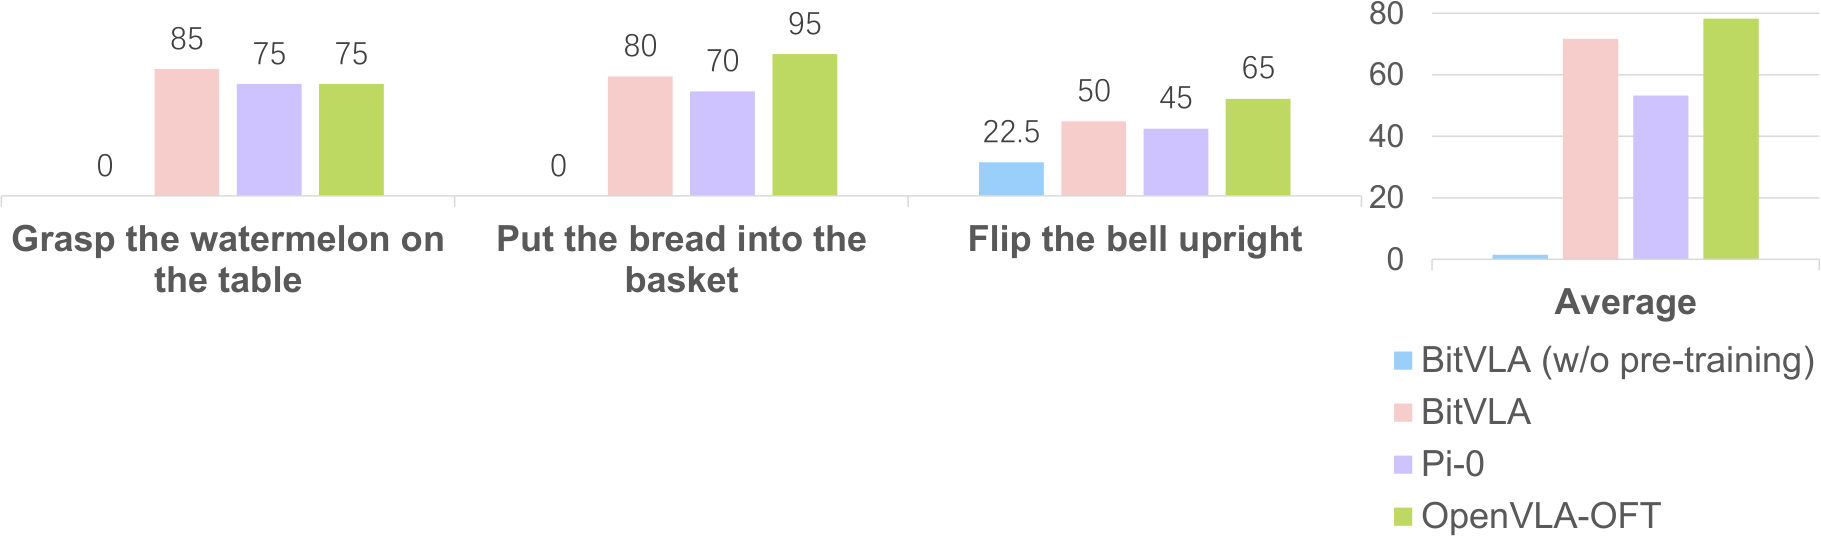 0
85
75
75
0
80
70
95
22.5
50
45
65
Grasp the watermelon on
the table
Put the bread into the
basket
Flip the bell upright
80
60
40
20
0
Average
BitVLA (w/o pre-training)
BitVLA
Pi-0
OpenVLA-OFT